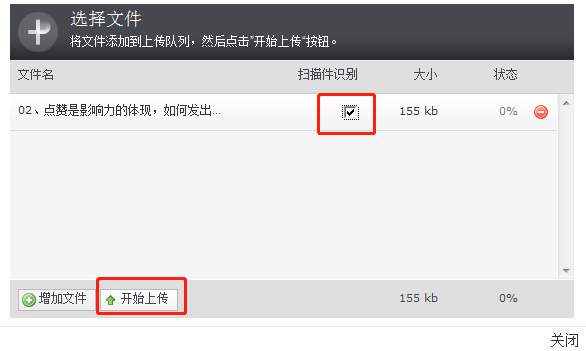 选择文件
将文件添加到上传队列，然后点击"开始上传"按钮。
文件名 扫描件识别 大小 状态
02、点赞是影响力的体现，如何发出... 155 kb 0%
增加文件 开始上传 155 kb 0%
关闭